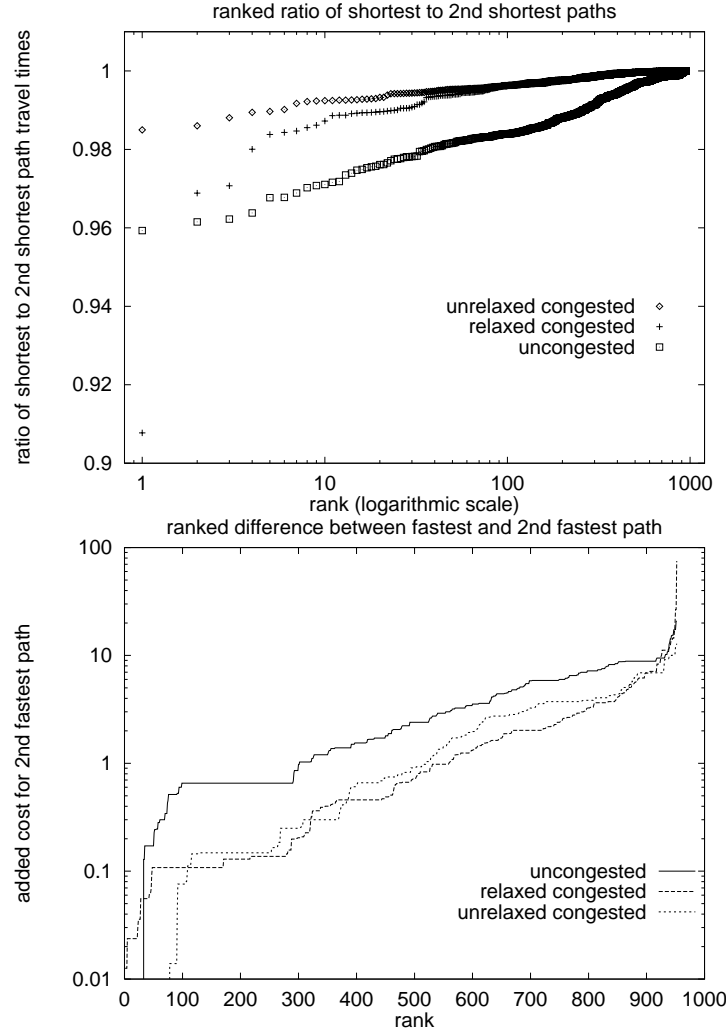 ranked ratio of shortest to 2nd shortest paths
ratio of shortest to 2nd shortest path travel times
1
0.98
0.96
0.94
0.92
0.9
unrelaxed congested
relaxed congested
uncongested
1 10 100 1000
rank (logarithmic scale)
ranked difference between fastest and 2nd fastest path
added cost for 2nd fastest path
100
10
1
0.1
0.01
uncongested
relaxed congested
unrelaxed congested
0 100 200 300 400 500 600 700 800 900 1000
rank